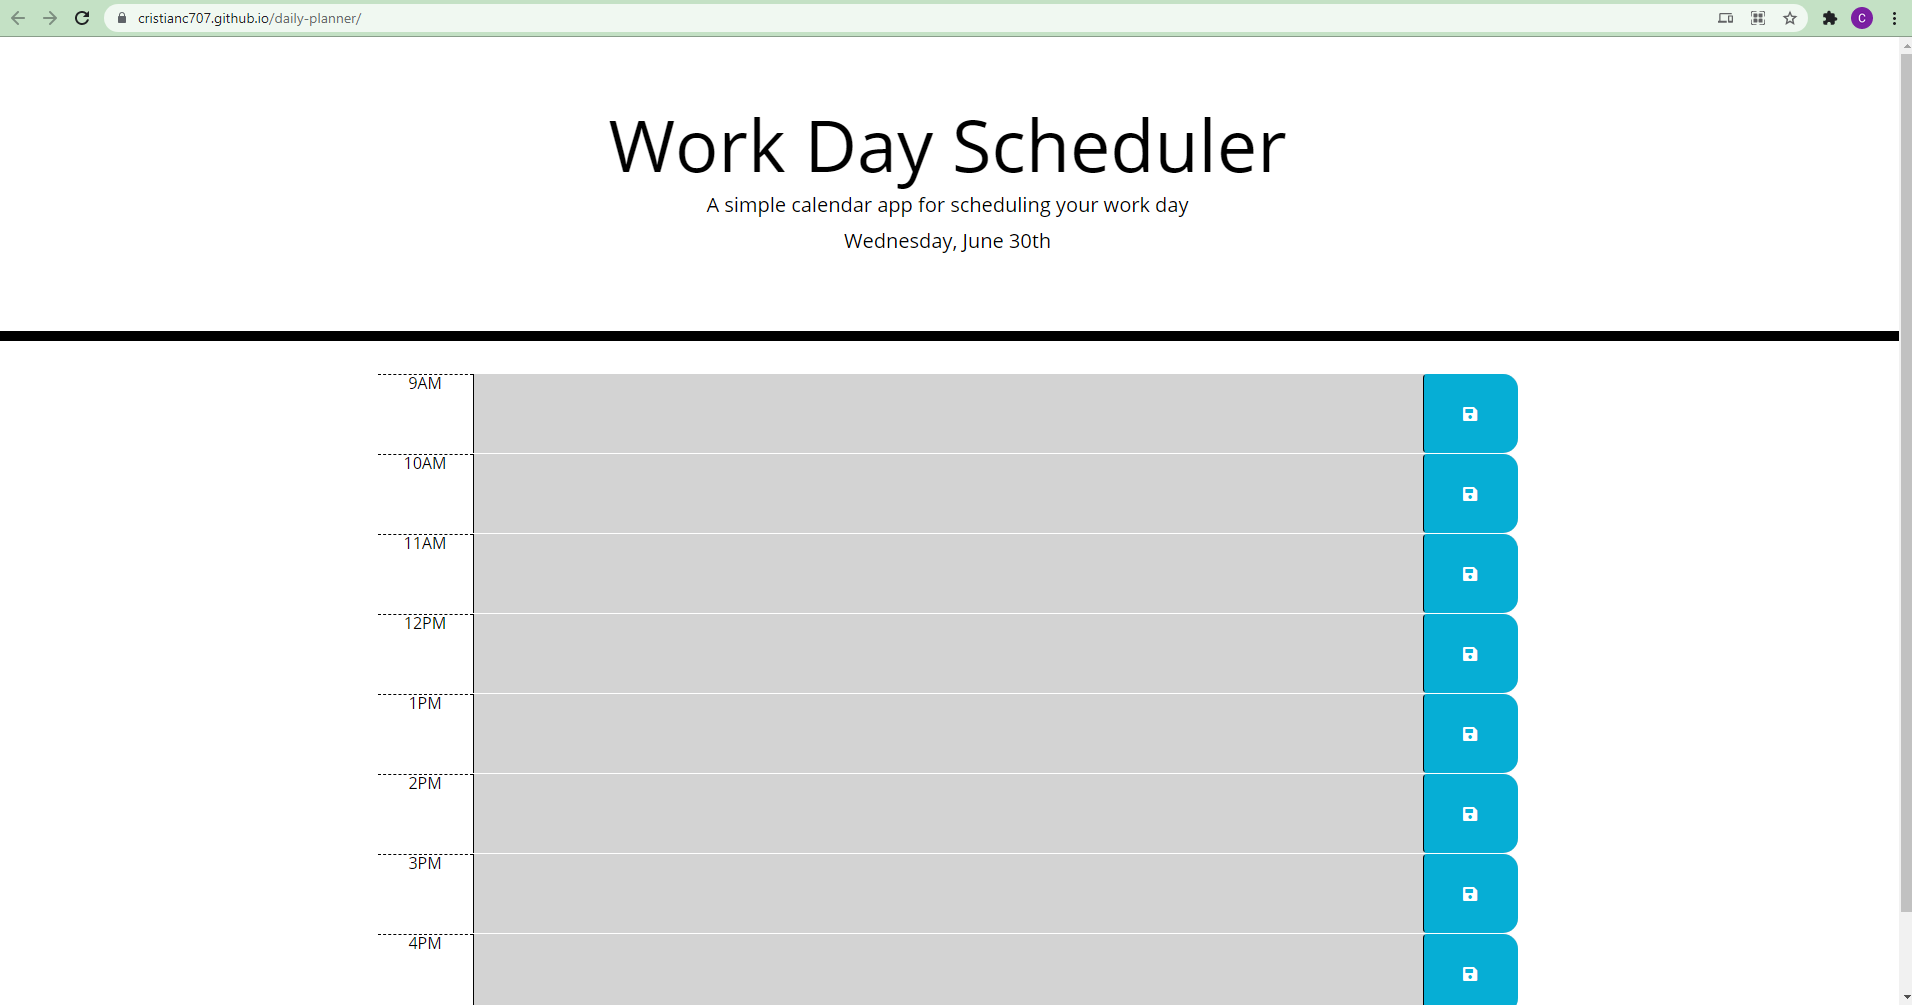 cristianc707.github.io/daily-planner/
C
Work Day Scheduler
A simple calendar app for scheduling your work day
Wednesday, June 30th
9AM
10AM
11AM
12PM
1PM
2PM
3PM
4PM